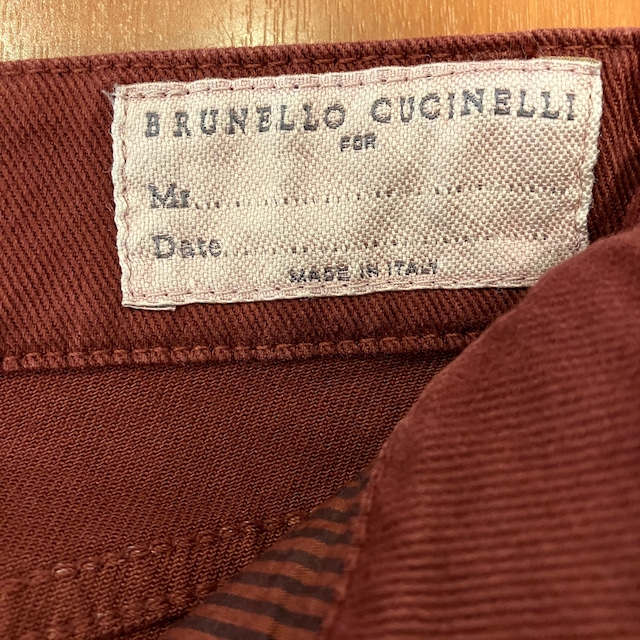 BRUNELLO CUCINELLI
FOR
Mr.
Date
MADE IN ITALY